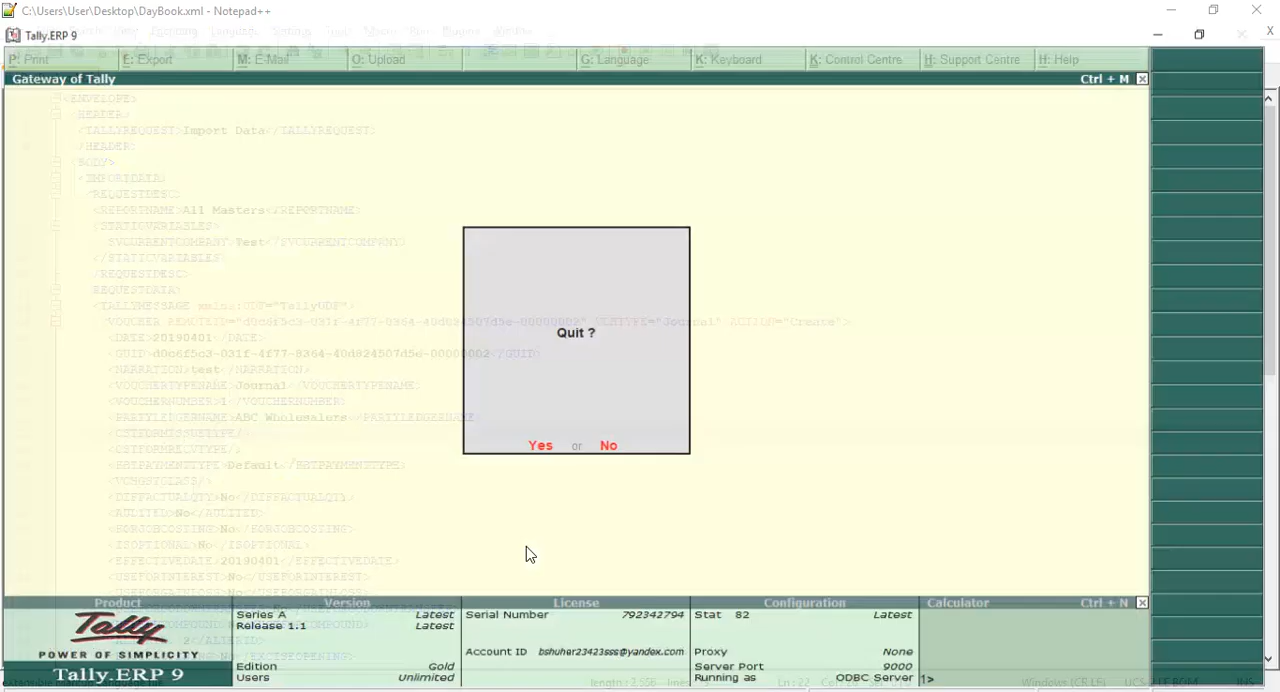 C:\Users\User\Desktop\DayBook.xml - Notepad++
Tally.ERP 9
P: Print E: Export M: E-Mail O: Upload G: Language K: Keyboard K: Control Centre H: Support Centre H: Help
Gateway of Tally Ctrl + M
<ENVELOPE>
<HEADER>
<TALLYREQUEST>Import Data</TALLYREQUEST>
</HEADER>
<BODY>
<IMPORTDATA>
<REQUESTDESC>
<REPORTNAME>All Masters</REPORTNAME>
<STATICVARIABLES>
<SVCURRENTCOMPANY>Test</SVCURRENTCOMPANY>
</STATICVARIABLES>
</REQUESTDESC>
<REQUESTDATA>
<TALLYMESSAGE xmlns:UDF="TallyUDF">
<DATE>20190401</DATE>
Quit ?
<NARRATION>test</NARRATION>
<VOUCHERTYPENAME>Journal</VOUCHERTYPENAME>
<VOUCHERNUMBER>1</VOUCHERNUMBER>
<PARTYLEDGERNAME>ABC Wholesalers</PARTYLEDGERNAME>
<CSTFORMISSUETYPE/>
<CSTFORMRECVTYPE/>
Yes or No
<FBTPAYMENTTYPE>Default</FBTPAYMENTTYPE>
<VCHGSTCLASS/>
<DIFFACTUALQTY>No</DIFFACTUALQTY>
<AUDITED>No</AUDITED>
<FORJOBCOSTING>No</FORJOBCOSTING>
<ISOPTIONAL>No</ISOPTIONAL>
<EFFECTIVEDATE>20190401</EFFECTIVEDATE>
<USEFORINTEREST>No</USEFORINTEREST>
Product Version License Configuration Calculator Ctrl + N
Tally
POWER OF SIMPLICITY
Tally.ERP 9
Series A Latest
Release 1.1 Latest
Edition Gold
Users Unlimited
Serial Number 792342794
Account ID bshuher23423sss@yandex.com
Stat 82 Latest
Proxy None
Server Port 9000
Running as ODBC Server
1>